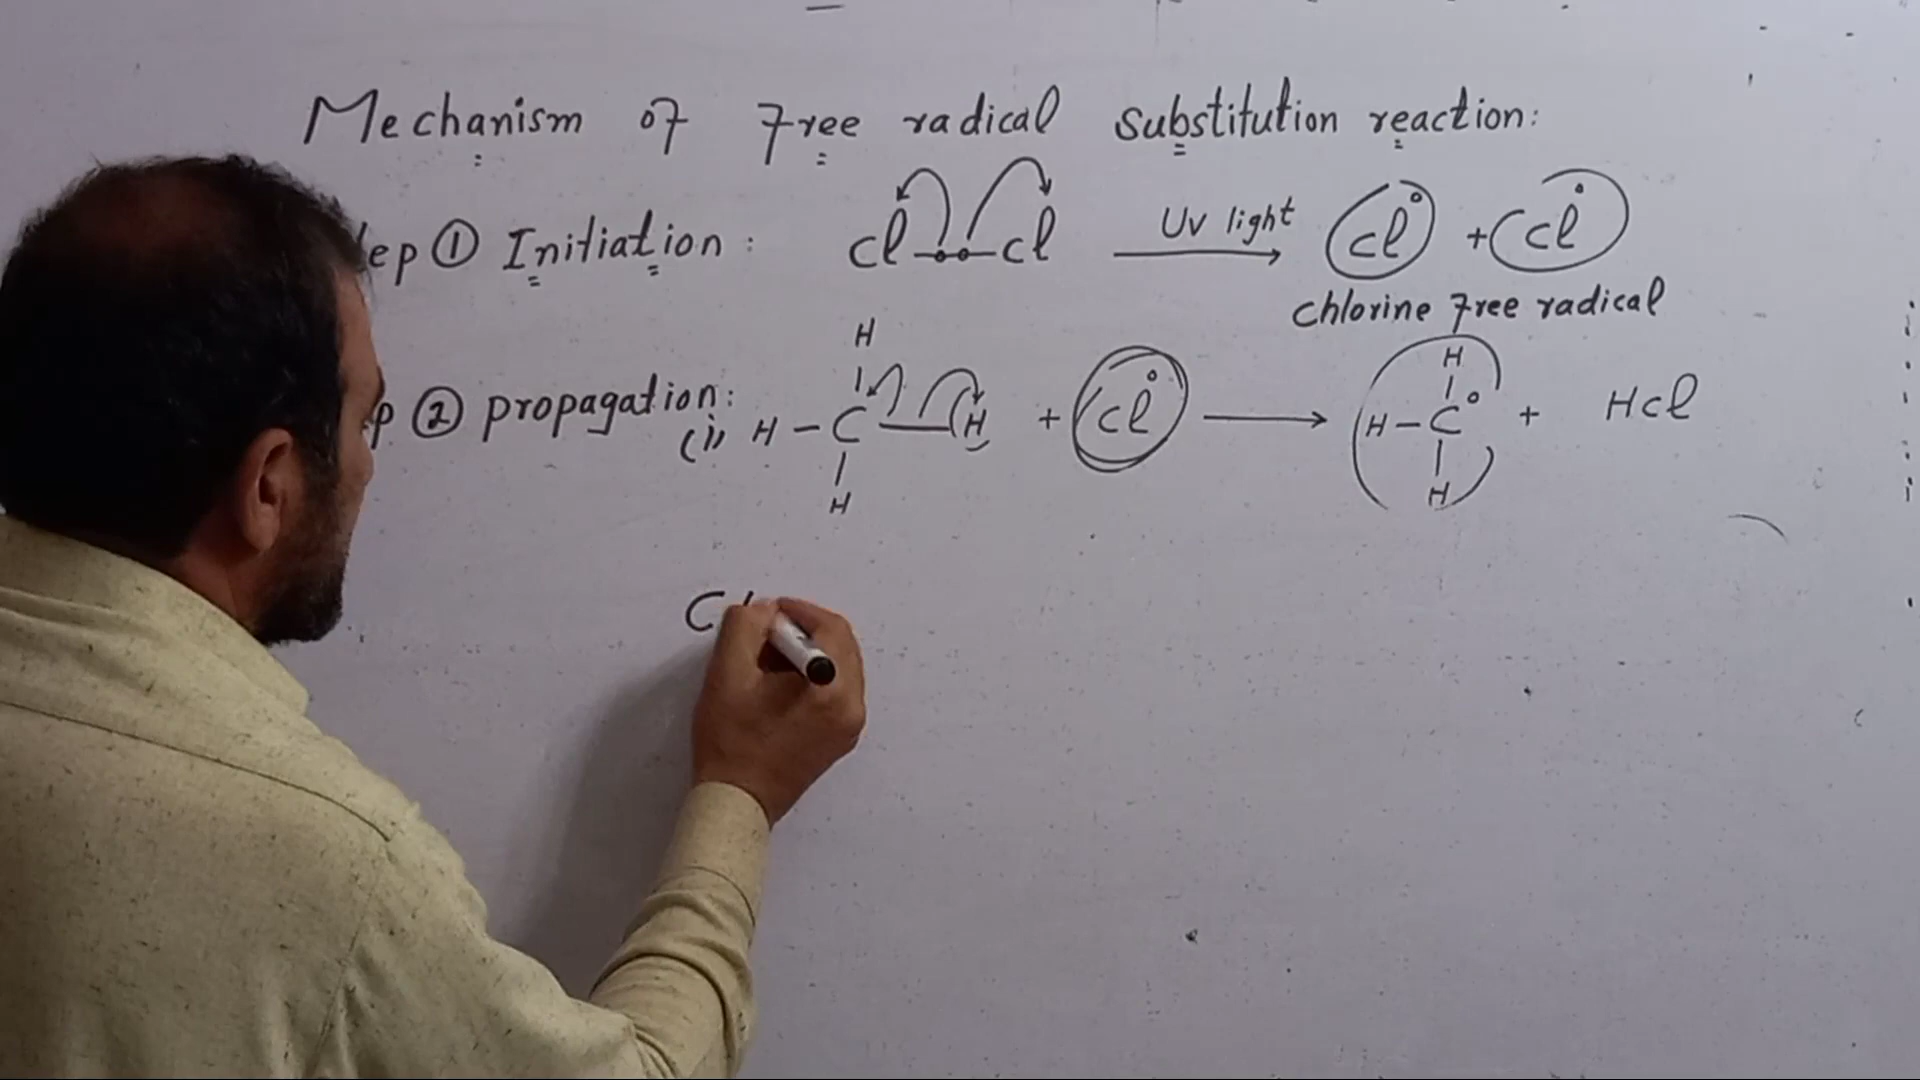 Mechanism of Free radical substitution reaction:
ep ① Initiation: Cl—Cl UV light Cl° + Cl°
Chlorine Free radical
H
p ② propagation: (i) H - C — H + Cl° → H - C° + HCl
H
H
H
C